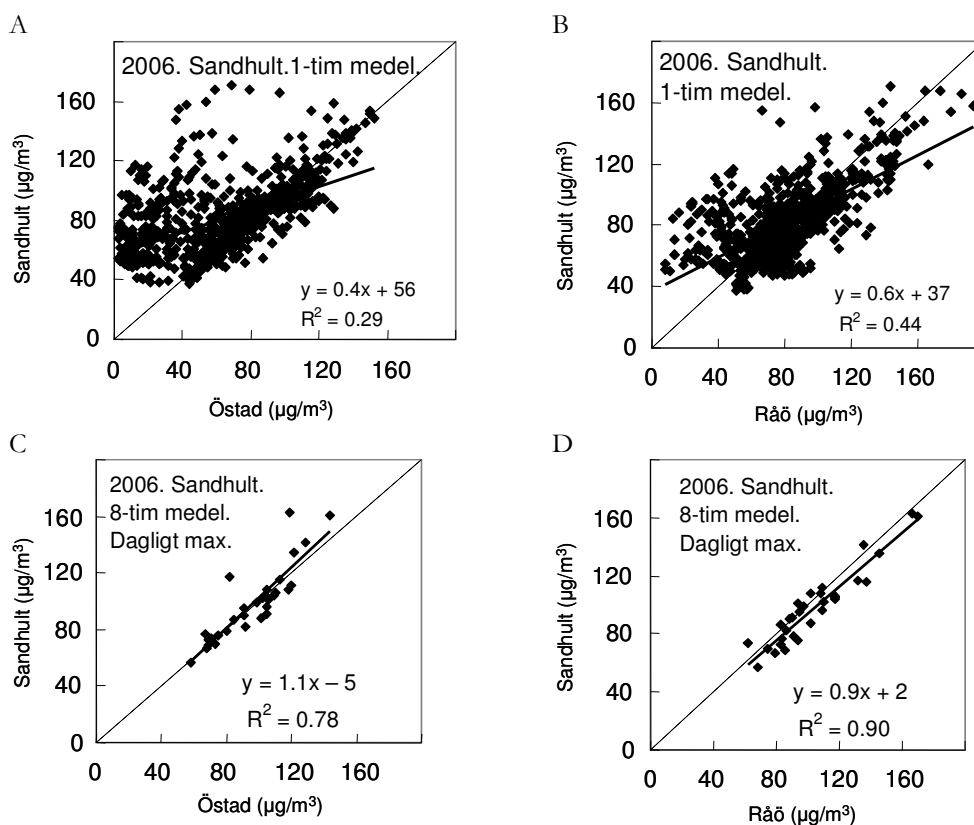 A
2006. Sandhult.1-tim medel.
160
120
80
40
0
Sandhult (µg/m³)
y = 0.4x + 56
R² = 0.29
0 40 80 120 160
Östad (µg/m³)
B
2006. Sandhult.
1-tim medel.
160
120
80
40
0
Sandhult (µg/m³)
y = 0.6x + 37
R² = 0.44
0 40 80 120 160
Råö (µg/m³)
C
2006. Sandhult.
8-tim medel.
Dagligt max.
160
120
80
40
0
Sandhult (µg/m³)
y = 1.1x – 5
R² = 0.78
0 40 80 120 160
Östad (µg/m³)
D
2006. Sandhult.
8-tim medel.
Dagligt max.
160
120
80
40
0
Sandhult (µg/m³)
y = 0.9x + 2
R² = 0.90
0 40 80 120 160
Råö (µg/m³)